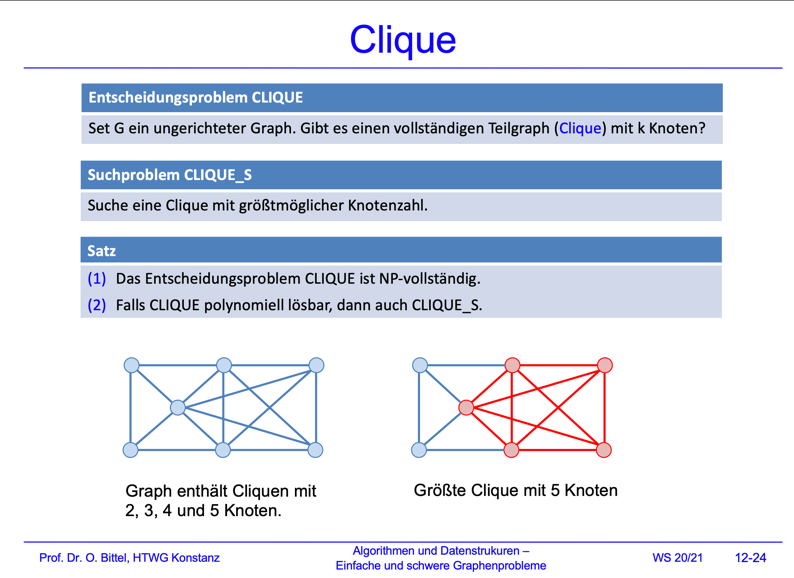 Clique
Entscheidungsproblem CLIQUE
Set G ein ungerichteter Graph. Gibt es einen vollständigen Teilgraph (Clique) mit k Knoten?
Suchproblem CLIQUE_S
Suche eine Clique mit größtmöglicher Knotenzahl.
Satz
(1) Das Entscheidungsproblem CLIQUE ist NP-vollständig.
(2) Falls CLIQUE polynomiell lösbar, dann auch CLIQUE_S.
Graph enthält Cliquen mit
2, 3, 4 und 5 Knoten.
Größte Clique mit 5 Knoten
Prof. Dr. O. Bittel, HTWG Konstanz
Algorithmen und Datenstrukuren –
Einfache und schwere Graphenprobleme
WS 20/21
12-24